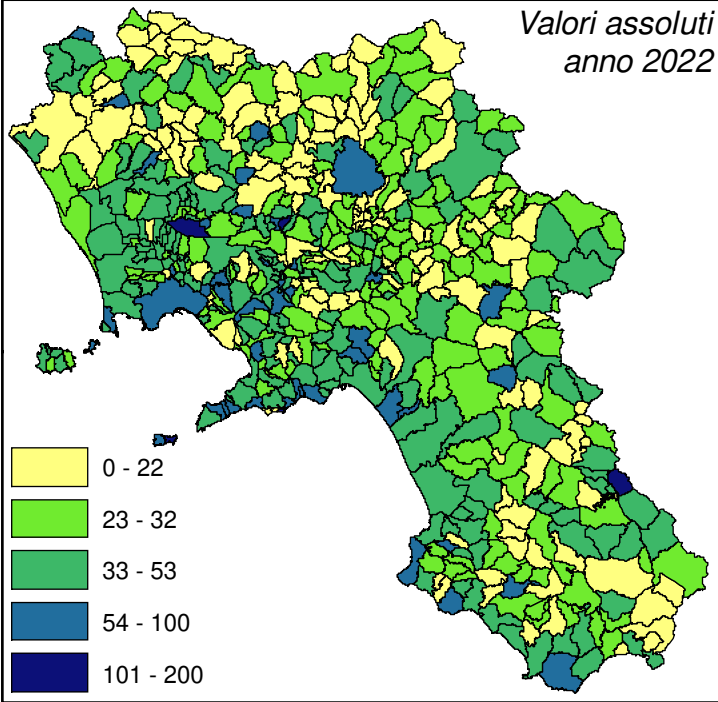 Valori assoluti
anno 2022
0 - 22
23 - 32
33 - 53
54 - 100
101 - 200